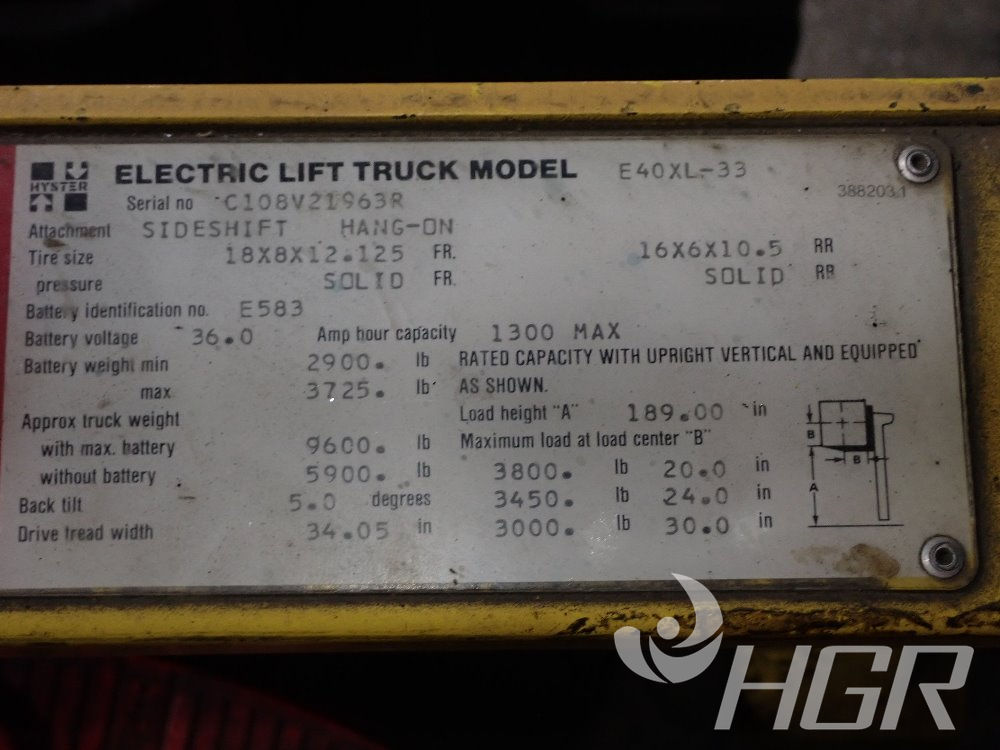 HYSTER
ELECTRIC LIFT TRUCK MODEL E40XL-33
388203 1
Serial no C108V21963R
Attachment SIDESHIFT HANG-ON
Tire size 18X8X12.125 FR. 16X6X10.5 RR
pressure SOLID FR. SOLID RR
Battery identification no. E583
Battery voltage 36.0 Amp hour capacity 1300 MAX
Battery weight min 2900. lb RATED CAPACITY WITH UPRIGHT VERTICAL AND EQUIPPED
max 3725. lb AS SHOWN.
Approx truck weight Load height "A" 189.00 in
with max. battery 9600. lb Maximum load at load center "B"
without battery 5900. lb 3800. lb 20.0 in
Back tilt 5.0 degrees 3450. lb 24.0 in
Drive tread width 34.05 in 3000. lb 30.0 in
B
B
A
HGR